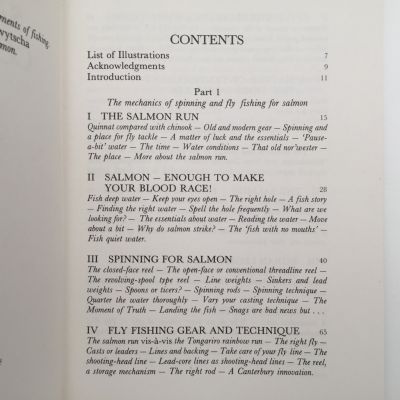 ments of fishing.
wytscha
mon.
CONTENTS
List of Illustrations 7
Acknowledgments 9
Introduction 11
Part 1
The mechanics of spinning and fly fishing for salmon
I THE SALMON RUN 15
Quinnat compared with chinook — Old and modern gear — Spinning and
a place for fly tackle — A matter of luck and the essentials — 'Pause-
a-bit' water — The time — Water conditions — That old nor'wester —
The place — More about the salmon run.
II SALMON — ENOUGH TO MAKE
YOUR BLOOD RACE! 28
Fish deep water — Keep your eyes open — The right hole — A fish story
— Finding the right water — Spell the hole frequently — What are we
looking for? — The essentials about water — Reading the water — More
about a bit — Why do salmon strike? — The 'fish with no mouths' —
Fish quiet water.
III SPINNING FOR SALMON 40
The closed-face reel — The open-face or conventional threadline reel —
The revolving-spool type reel — Line weights — Sinkers and lead
weights — Spoons or twers? — Spinning rods — Spinning technique —
Quarter the water thoroughly — Vary your casting technique — The
Moment of Truth — Landing the fish — Snags are bad news but . . .
IV FLY FISHING GEAR AND TECHNIQUE 65
The salmon run vis-à-vis the Tongariro rainbow run — The right fly —
Casts or leaders — Lines and backing — Take care of your fly line — The
shooting-head line — Lead-core lines as shooting-head lines — The reel,
a storage mechanism — The right rod — A Canterbury innovation.